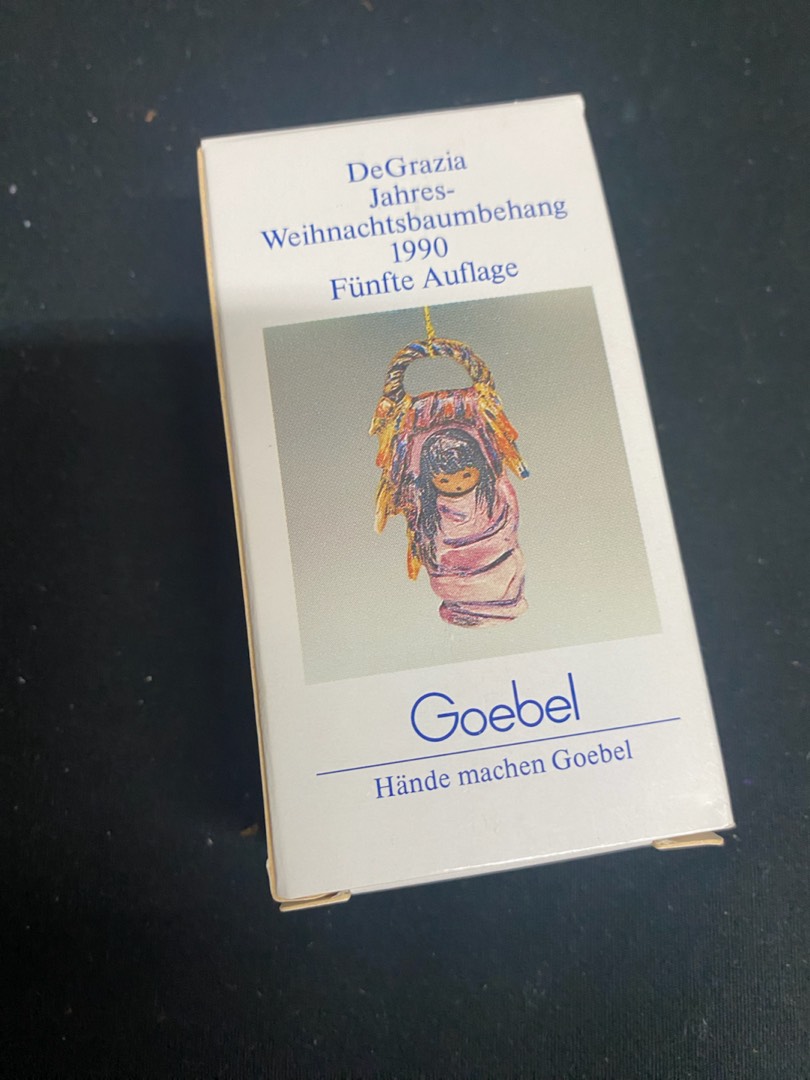 DeGrazia
Jahres-
Weihnachtsbaumbehang
1990
Fünfte Auflage
Goebel
Hände machen Goebel